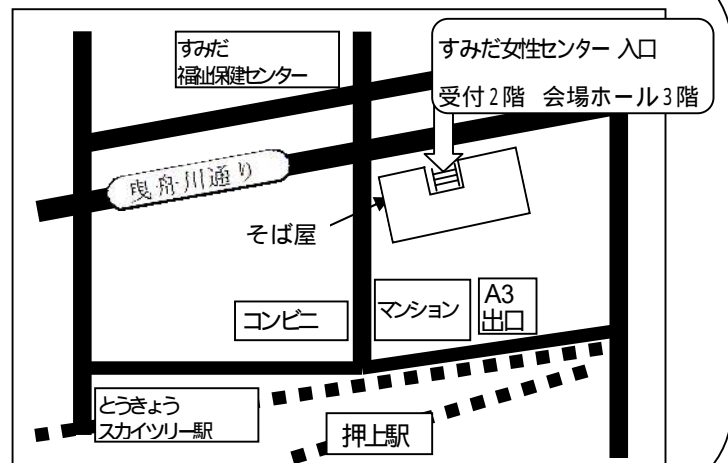 すみだ
福祉保健センター
すみだ女性センター 入口
受付2階 会場ホール3階
曳舟川通り
そば屋
コンビニ
マンション
A3
出口
とうきょう
スカイツリー駅
押上駅